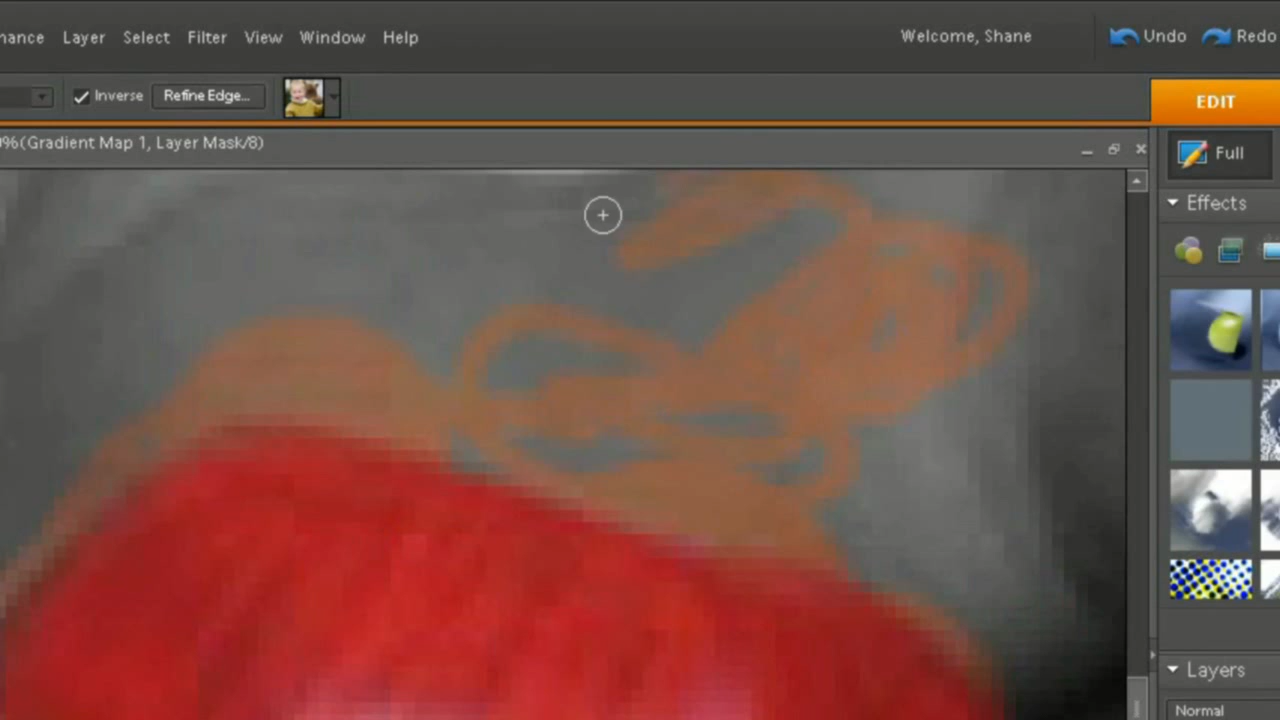 hance Layer Select Filter View Window Help Welcome, Shane Undo Redo
Inverse Refine Edge... EDIT
%(Gradient Map 1, Layer Mask/8)
Full
Effects
Layers
Normal